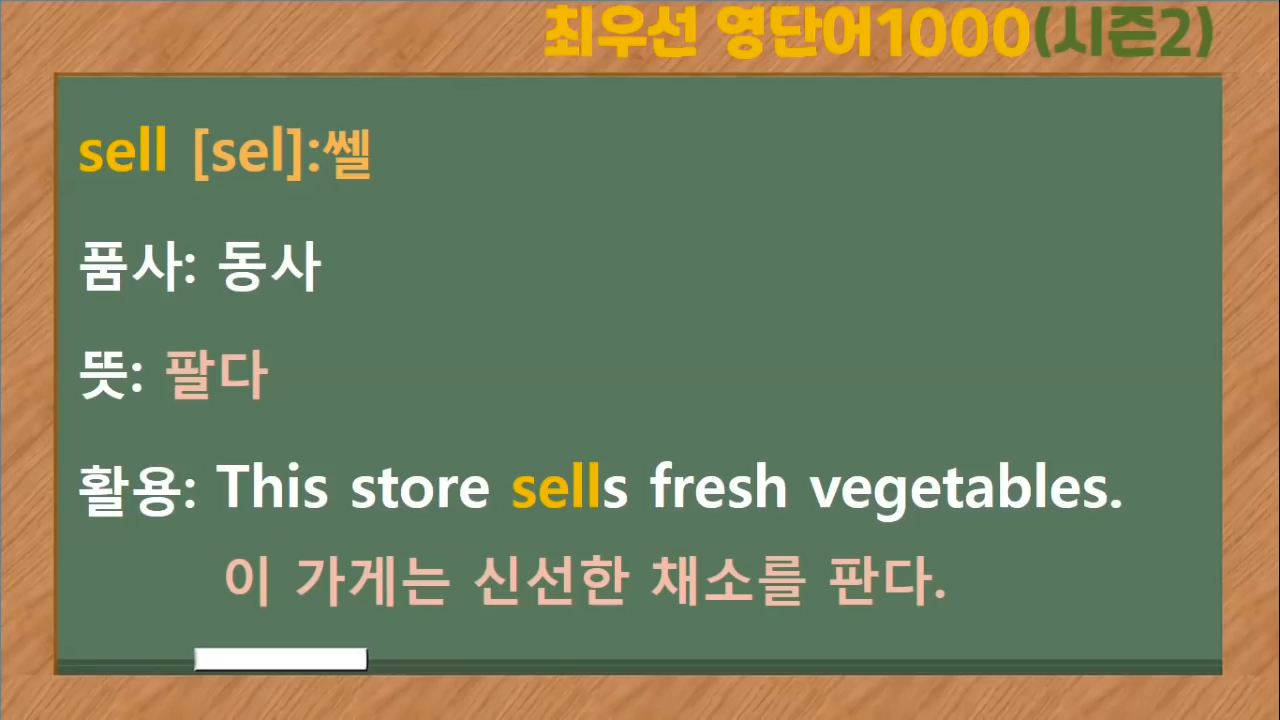 최우선 영단어1000(시즌2)
sell [sel]:쎌
품사: 동사
뜻: 팔다
활용: This store sells fresh vegetables.
이 가게는 신선한 채소를 판다.